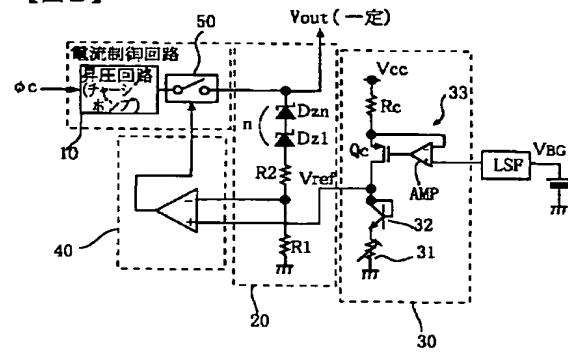 50
Vout(一定)
電流制御回路
昇圧回路
(チャージ
ポンプ)
φc
10
n
Dzn
Dz1
R2
Vref
R1
40
20
Vcc
Rc
33
Qc
AMP
LSF
VBG
32
31
30